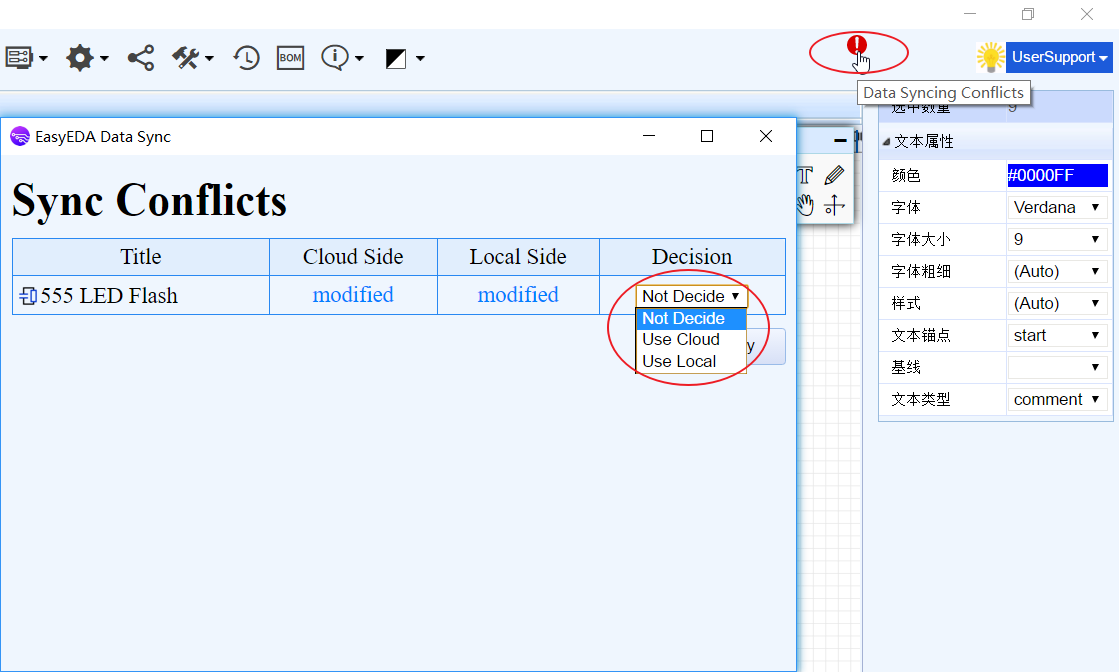 BOM
UserSupport
Data Syncing Conflicts
EasyEDA Data Sync
Sync Conflicts
Title Cloud Side Local Side Decision
555 LED Flash modified modified Not Decide
Not Decide
Use Cloud
Use Local
y
T
选中数量 9
文本属性
颜色 #0000FF
字体 Verdana
字体大小 9
字体粗细 (Auto)
样式 (Auto)
文本锚点 start
基线
文本类型 comment